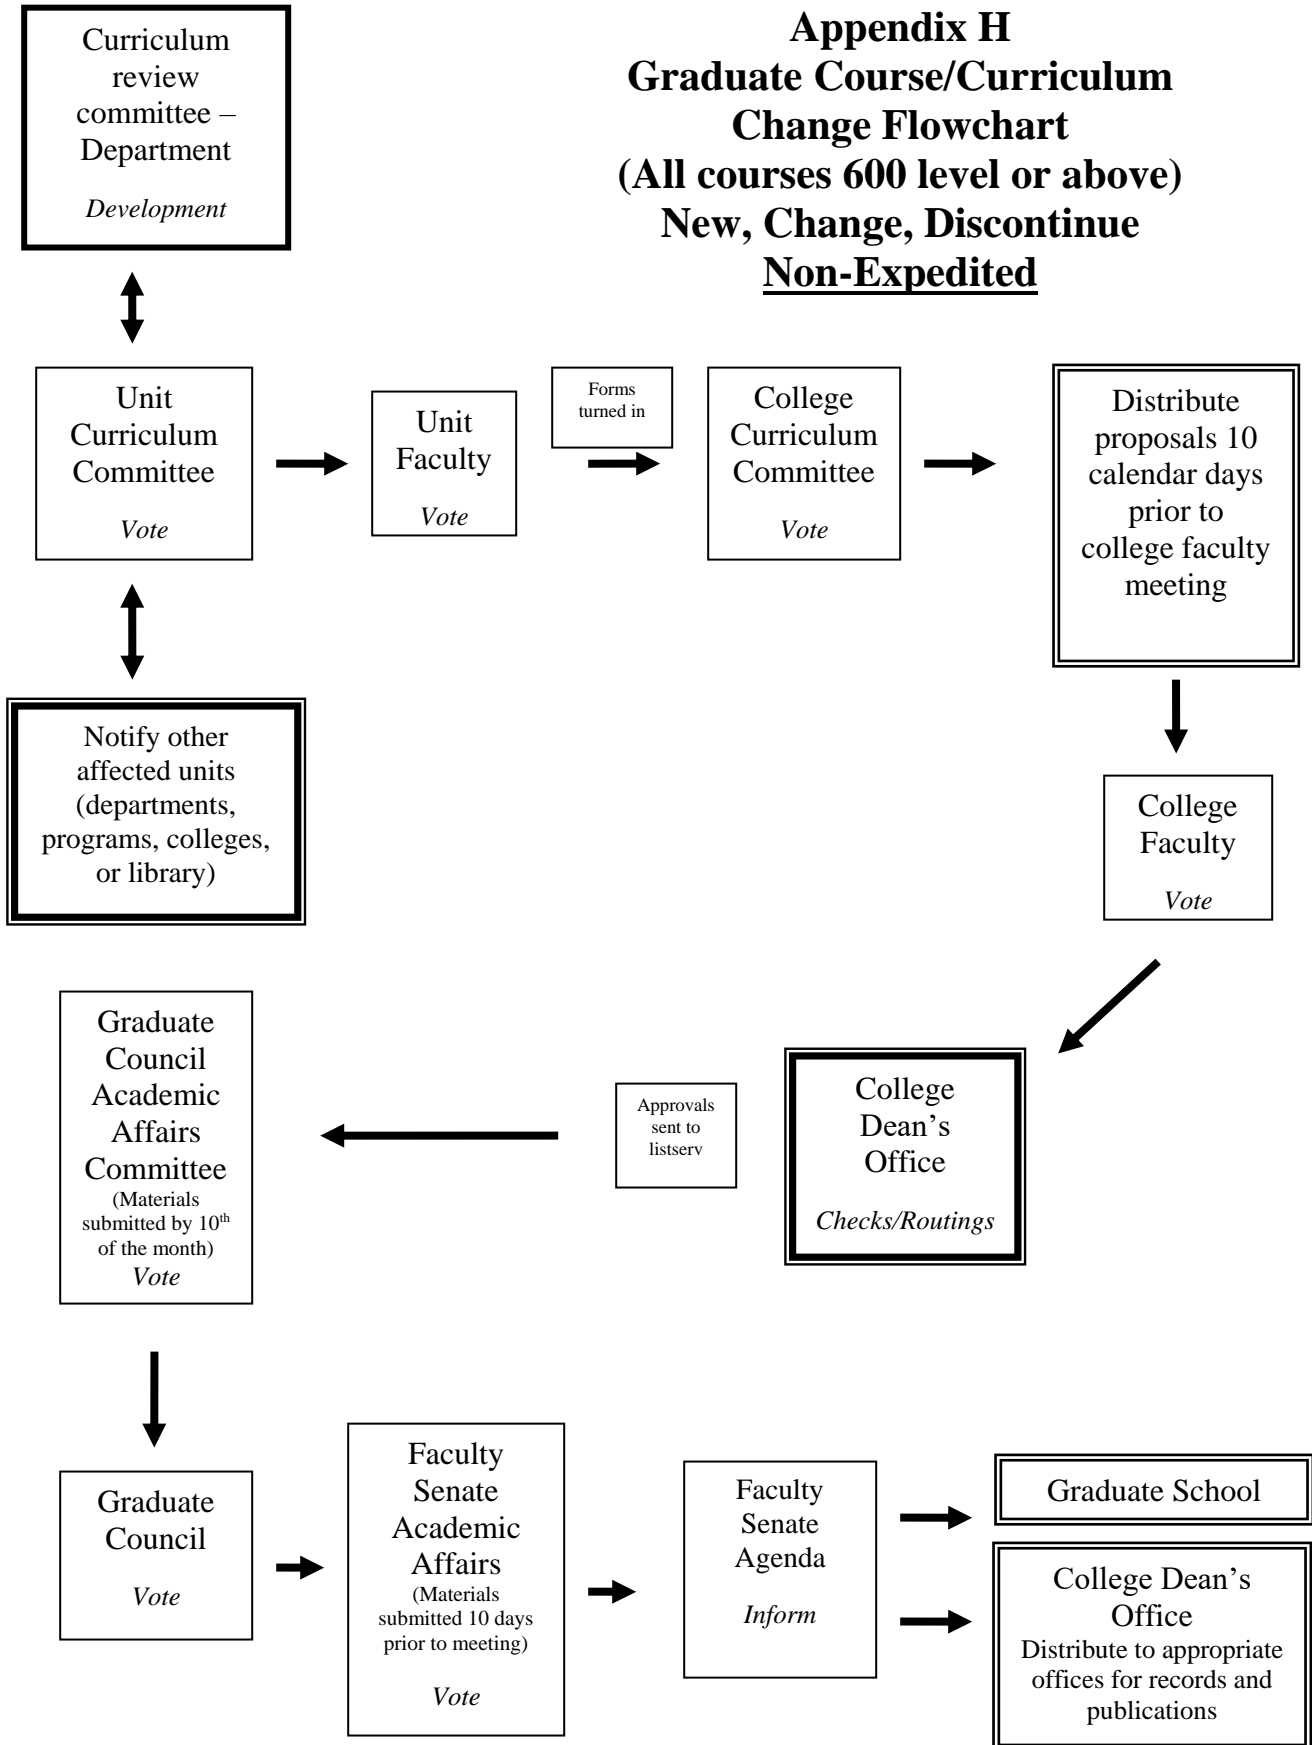 Appendix H
Graduate Course/Curriculum
Change Flowchart
(All courses 600 level or above)
New, Change, Discontinue
Non-Expedited
Curriculum
review
committee –
Department
Development
Unit
Curriculum
Committee
Vote
Unit
Faculty
Vote
Forms
turned in
College
Curriculum
Committee
Vote
Distribute
proposals 10
calendar days
prior to
college faculty
meeting
Notify other
affected units
(departments,
programs, colleges,
or library)
College
Faculty
Vote
College
Dean's
Office
Checks/Routings
Approvals
sent to
listserv
Graduate
Council
Academic
Affairs
Committee
(Materials
submitted by 10th
of the month)
Vote
Graduate
Council
Vote
Faculty
Senate
Academic
Affairs
(Materials
submitted 10 days
prior to meeting)
Vote
Faculty
Senate
Agenda
Inform
Graduate School
College Dean's
Office
Distribute to appropriate
offices for records and
publications